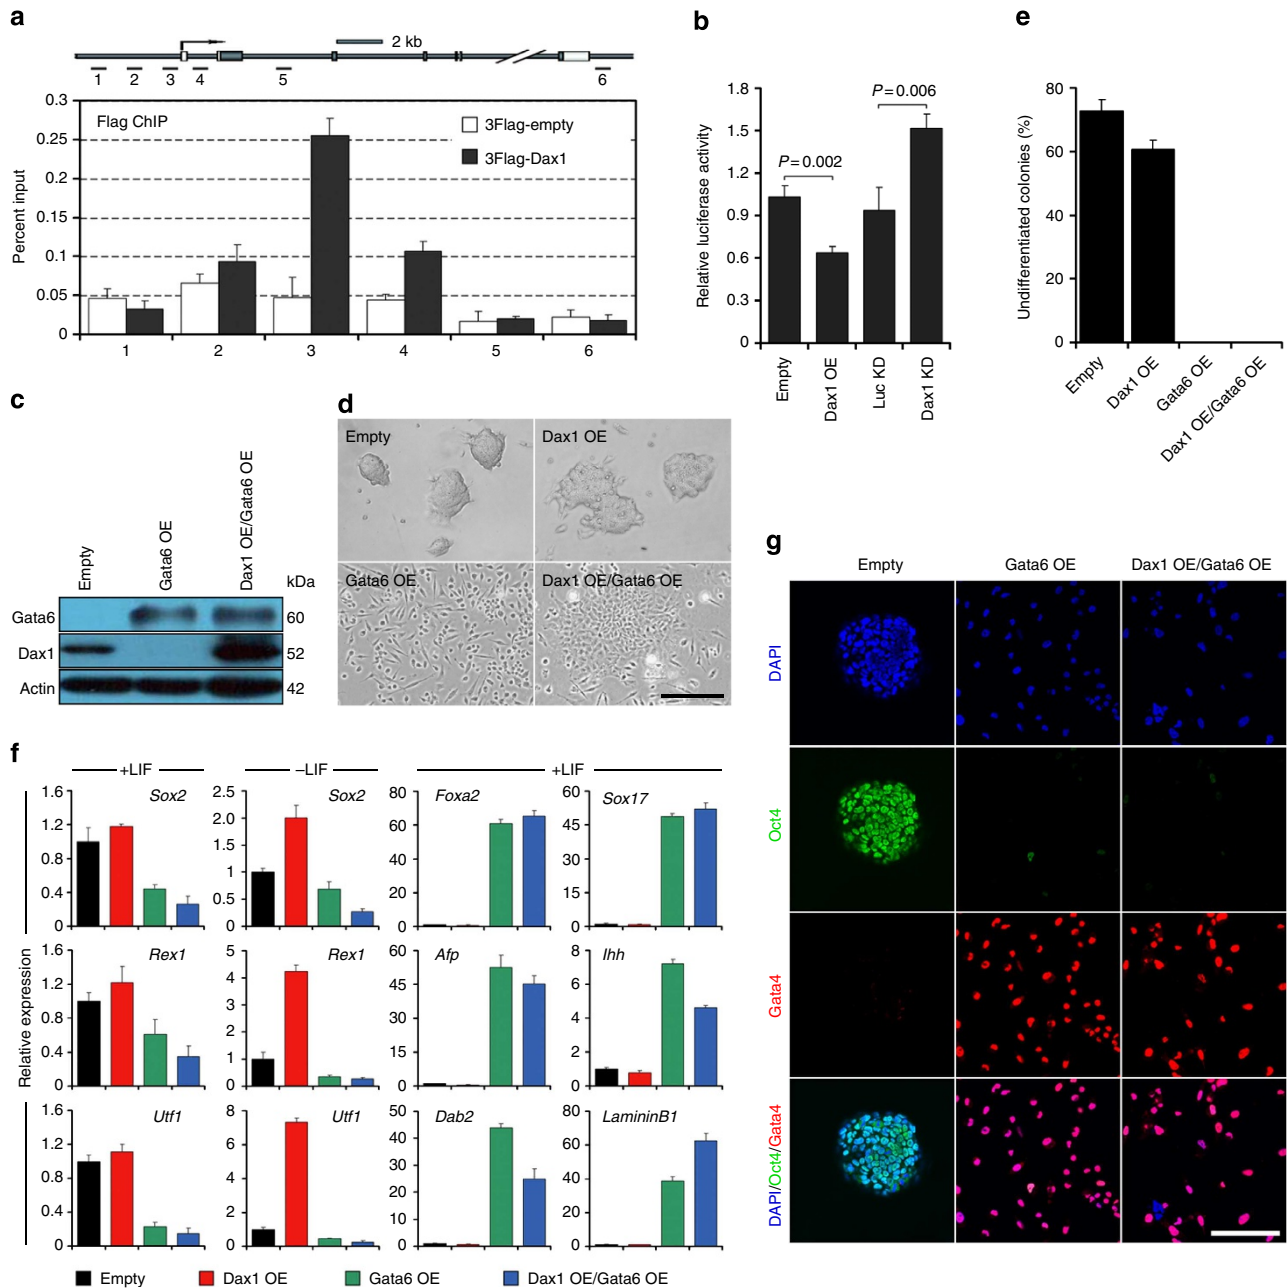 a
2 kb
1 2 3 4 5 6
Flag ChIP
3Flag-empty
3Flag-Dax1
Percent input
0.3
0.25
0.2
0.15
0.1
0.05
0
1 2 3 4 5 6
b
Relative luciferase activity
1.8
1.5
1.2
0.9
0.6
0.3
0
P = 0.002
P = 0.006
Empty
Dax1 OE
Luc KD
Dax1 KD
e
Undifferentiated colonies (%)
80
60
40
20
0
Empty
Dax1 OE
Gata6 OE
Dax1 OE/Gata6 OE
c
Empty
Gata6 OE
Dax1 OE/Gata6 OE
kDa
Gata6 60
Dax1 52
Actin 42
d
Empty
Dax1 OE
Gata6 OE
Dax1 OE/Gata6 OE
f
+LIF
–LIF
+LIF
Relative expression
Sox2
1.6
1.2
0.8
0.4
0
Sox2
2.5
2.0
1.5
1
0.5
0
Foxa2
80
60
40
20
0
Sox17
60
45
30
15
0
Rex1
1.6
1.2
0.8
0.4
0
Rex1
5
4
3
2
1
0
Afp
60
45
30
15
0
Ihh
8
6
4
2
0
Utf1
1.6
1.2
0.8
0.4
0
Utf1
8
6
4
2
0
Dab2
50
40
30
20
10
0
LamininB1
80
60
40
20
0
Empty
Dax1 OE
Gata6 OE
Dax1 OE/Gata6 OE
g
Empty
Gata6 OE
Dax1 OE/Gata6 OE
DAPI
Oct4
Gata4
DAPI/Oct4/Gata4